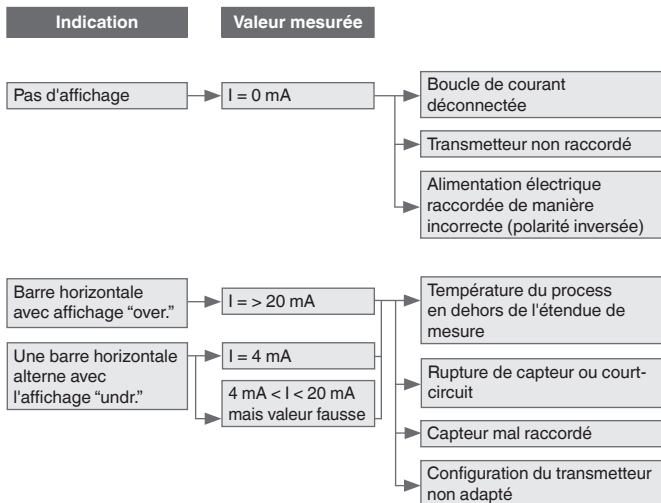 Indication
Valeur mesurée
Pas d'affichage
I = 0 mA
Boucle de courant
déconnectée
Transmetteur non raccordé
Alimentation électrique
raccordée de manière
incorrecte (polarité inversée)
Barre horizontale
avec affichage “over.”
I = > 20 mA
Température du process
en dehors de l'étendue de
mesure
Une barre horizontale
alterne avec
l'affichage “undr.”
I = 4 mA
4 mA < I < 20 mA
mais valeur fausse
Rupture de capteur ou court-
circuit
Capteur mal raccordé
Configuration du transmetteur
non adapté